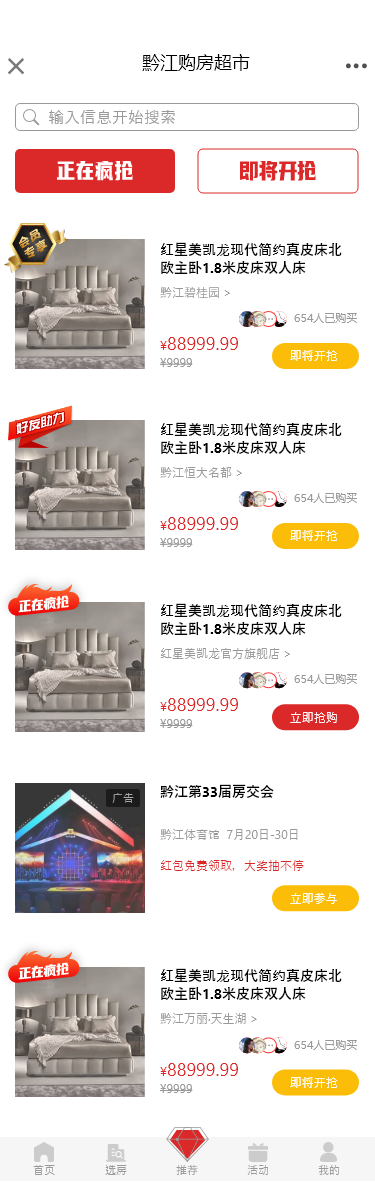 黔江购房超市
输入信息开始搜索
正在疯抢
即将开抢
会员
专享
红星美凯龙现代简约真皮床北
欧主卧1.8米皮床双人床
黔江碧桂园 >
654人已购买
¥88999.99
¥9999
即将开抢
好友助力
红星美凯龙现代简约真皮床北
欧主卧1.8米皮床双人床
黔江恒大名都 >
654人已购买
¥88999.99
¥9999
即将开抢
正在疯抢
红星美凯龙现代简约真皮床北
欧主卧1.8米皮床双人床
红星美凯龙官方旗舰店 >
654人已购买
¥88999.99
¥9999
立即抢购
广告
黔江第33届房交会
黔江体育馆 7月20日-30日
红包免费领取，大奖抽不停
立即参与
正在疯抢
红星美凯龙现代简约真皮床北
欧主卧1.8米皮床双人床
黔江万丽·天生湖 >
654人已购买
¥88999.99
¥9999
即将开抢
首页
选房
推荐
活动
我的